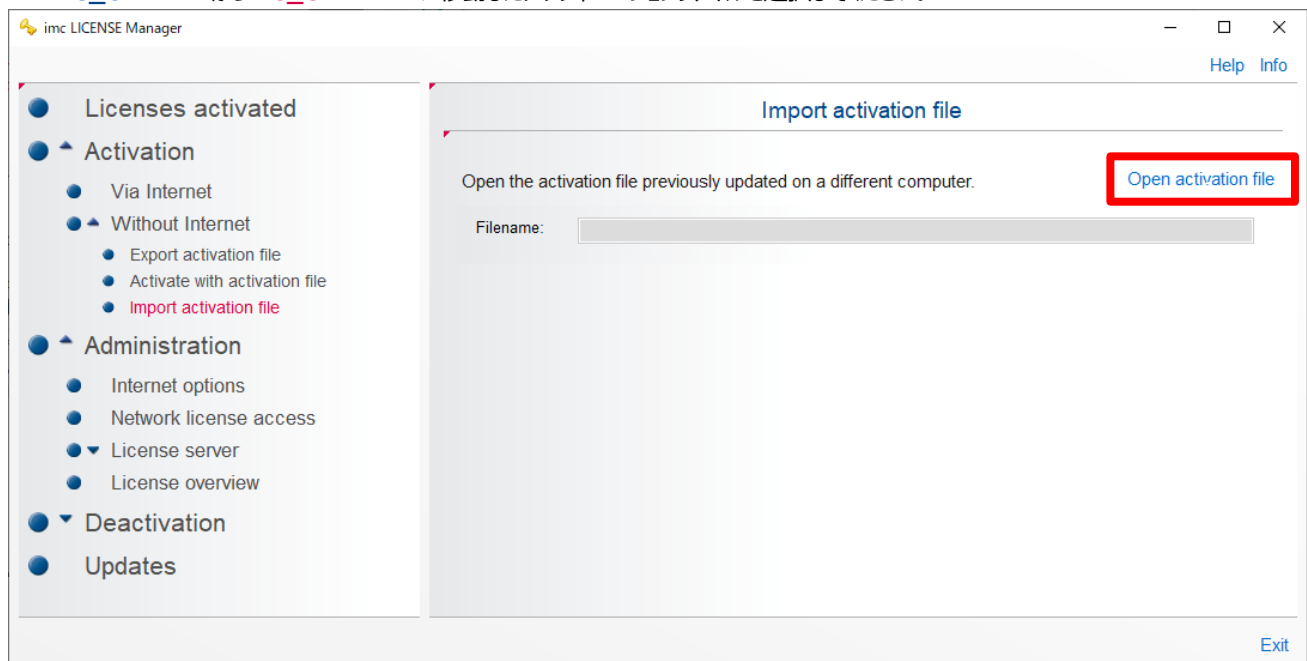 imc LICENSE Manager
Help Info
Licenses activated
Activation
Via Internet
Without Internet
Export activation file
Activate with activation file
Import activation file
Administration
Internet options
Network license access
License server
License overview
Deactivation
Updates
Import activation file
Open the activation file previously updated on a different computer.
Open activation file
Filename:
Exit